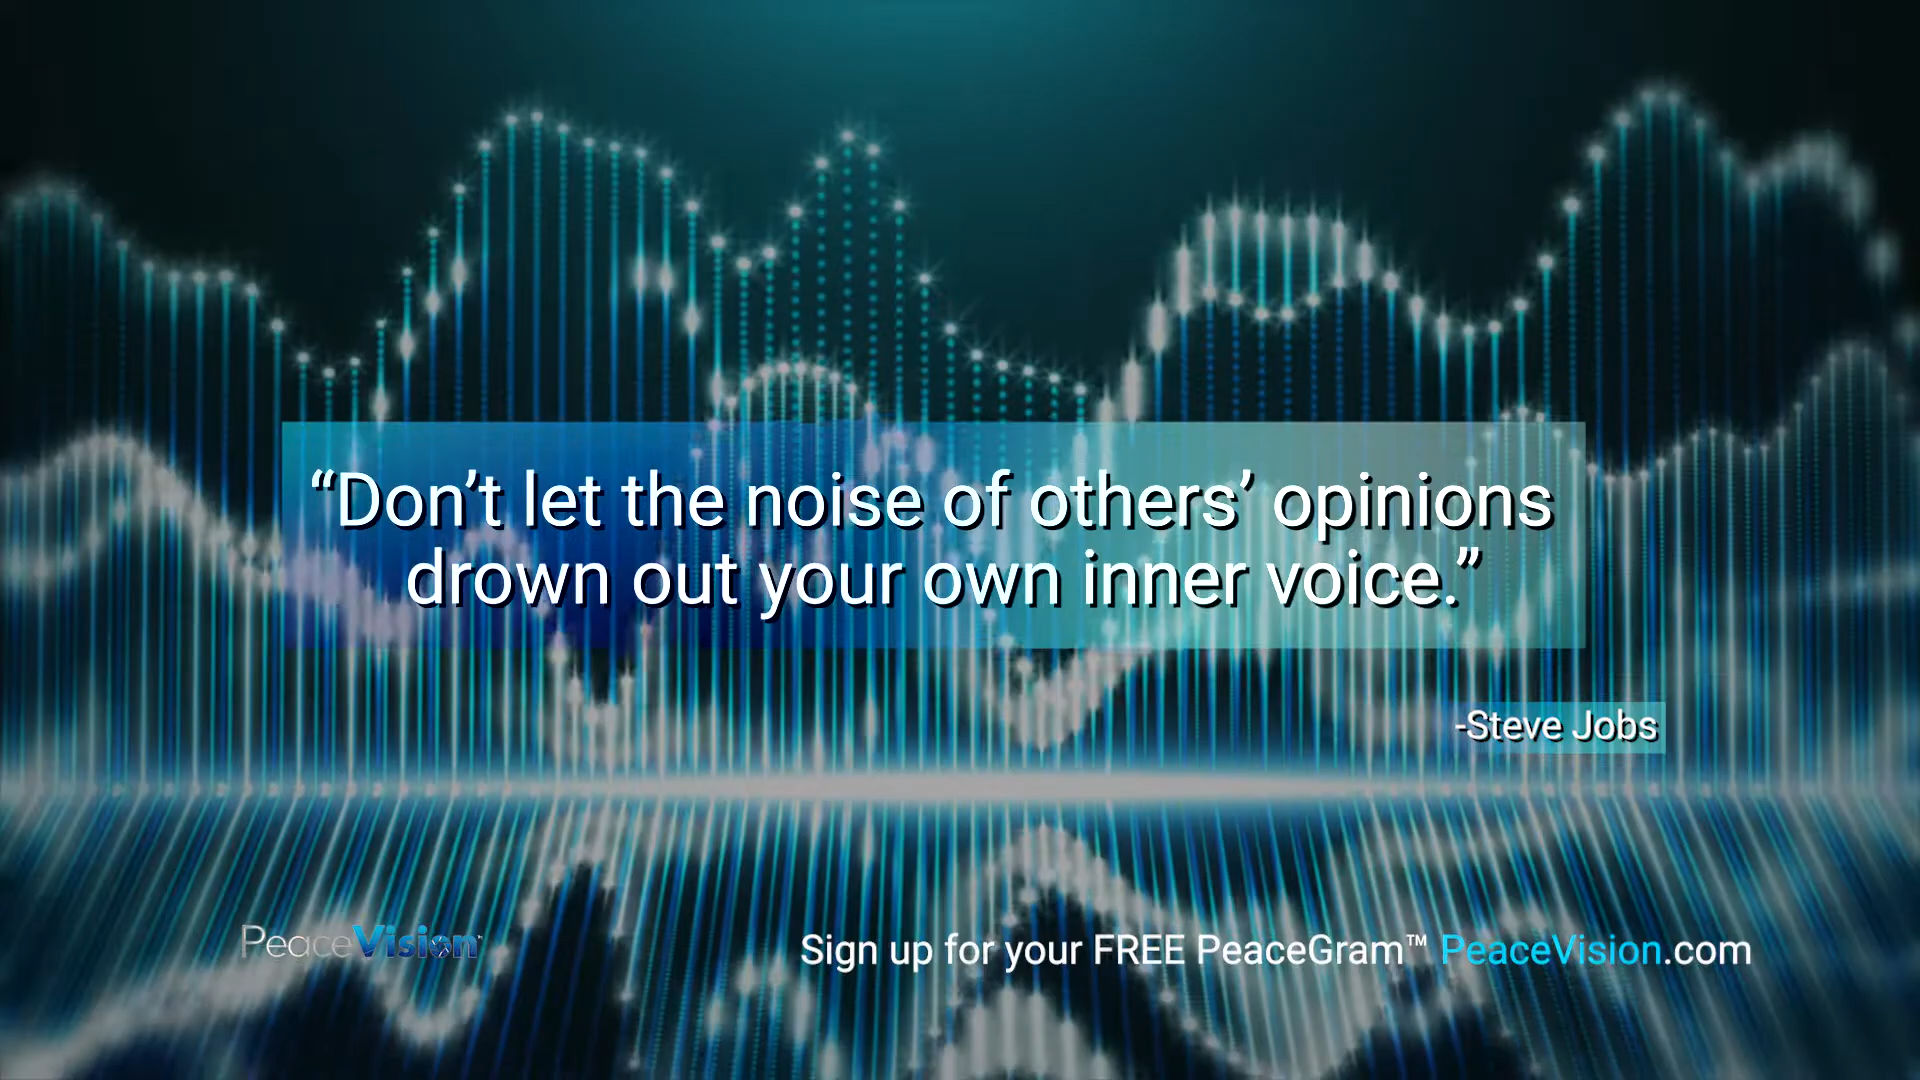 “Don’t let the noise of others’ opinions
drown out your own inner voice.”
-Steve Jobs
PeaceVision™
Sign up for your FREE PeaceGram™ PeaceVision.com